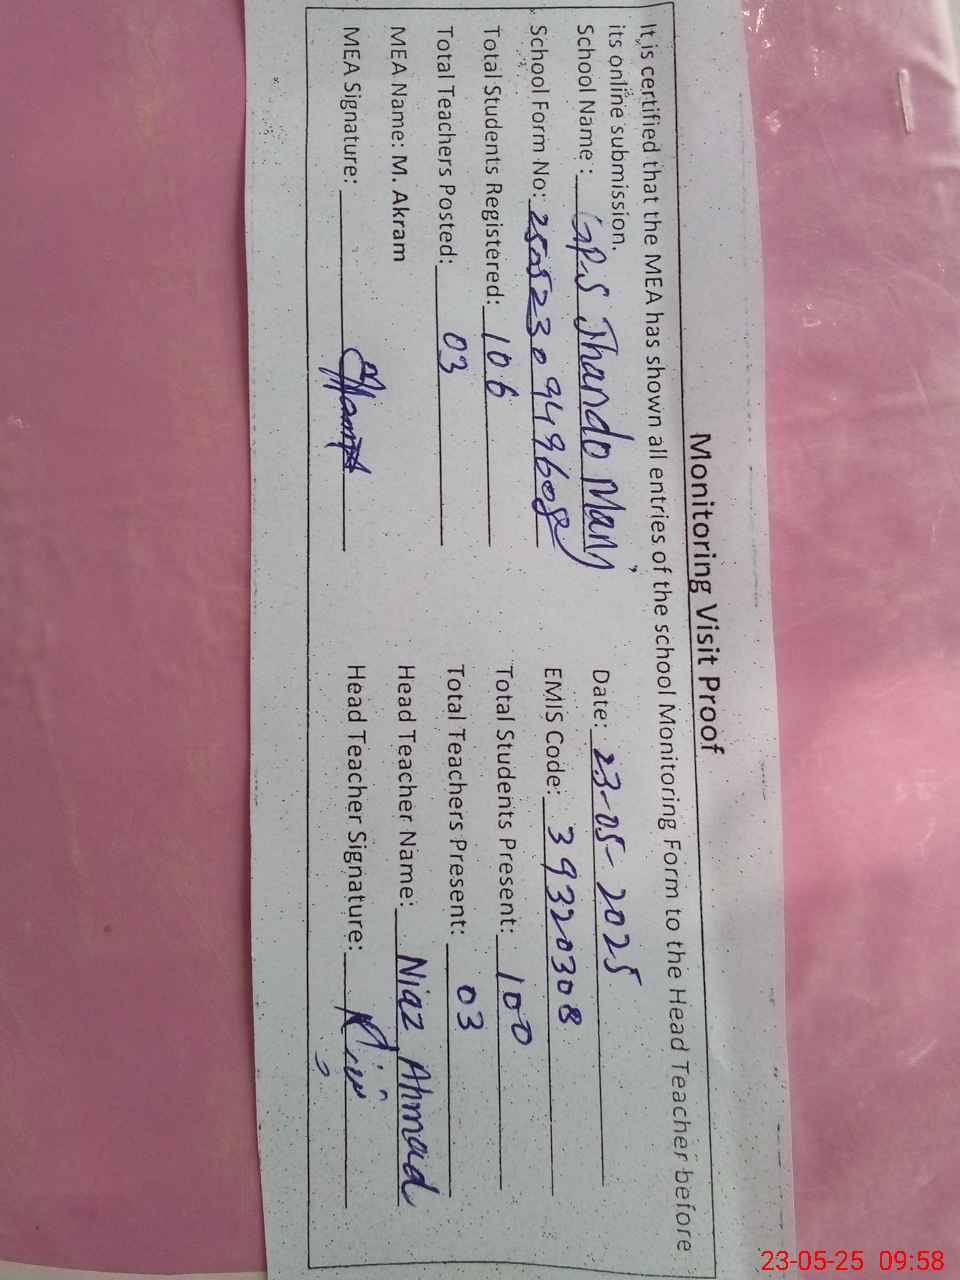 Monitoring Visit Proof
It is certified that the MEA has shown all entries of the school Monitoring Form to the Head Teacher before
its online submission.
School Name: GPS Jhando Mari Date: 23-05-2025
School Form No: 2505230949608 EMIS Code: 39320308
Total Students Registered: 106 Total Students Present: 100
Total Teachers Posted: 03 Total Teachers Present: 03
MEA Name: M. Akram Head Teacher Name: Niaz Ahmad
MEA Signature: Head Teacher Signature:
23-05-25 09:58